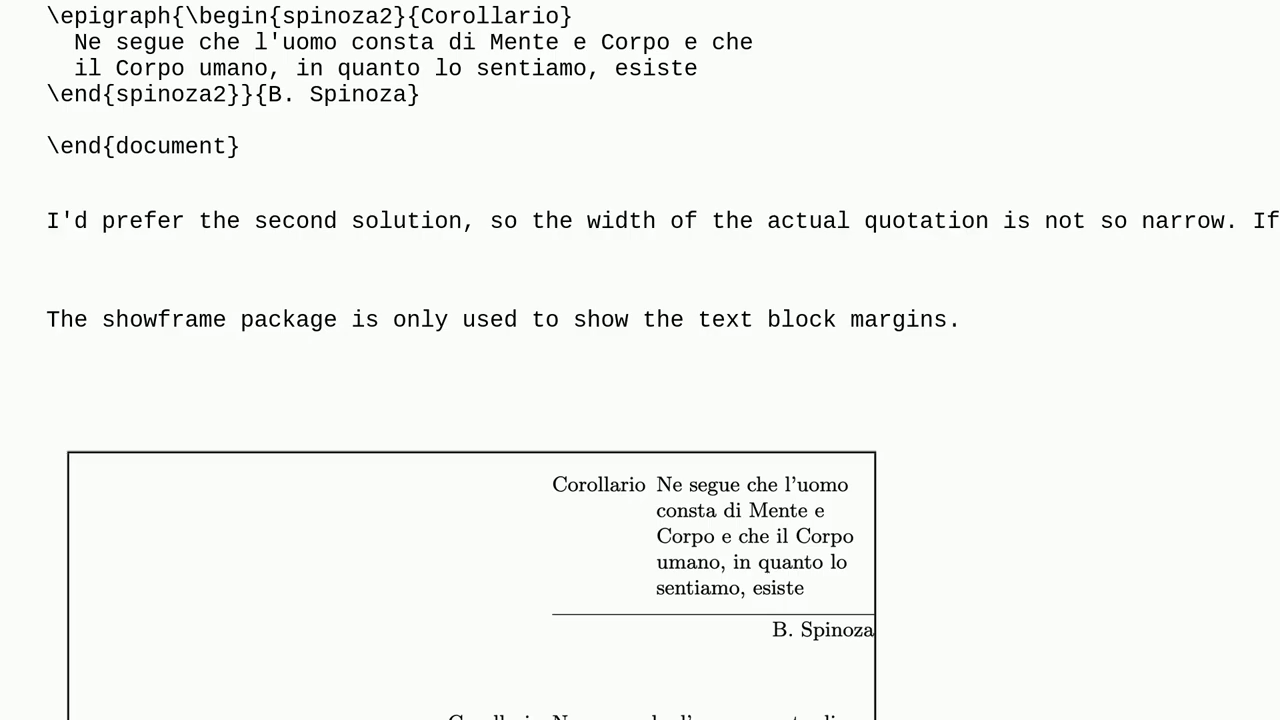 \epigraph{\begin{spinoza2}{Corollario}
Ne segue che l'uomo consta di Mente e Corpo e che
il Corpo umano, in quanto lo sentiamo, esiste
\end{spinoza2}}{B. Spinoza}
\end{document}
I'd prefer the second solution, so the width of the actual quotation is not so narrow. If
The showframe package is only used to show the text block margins.
Corollario Ne segue che l'uomo
consta di Mente e
Corpo e che il Corpo
umano, in quanto lo
sentiamo, esiste
B. Spinoza